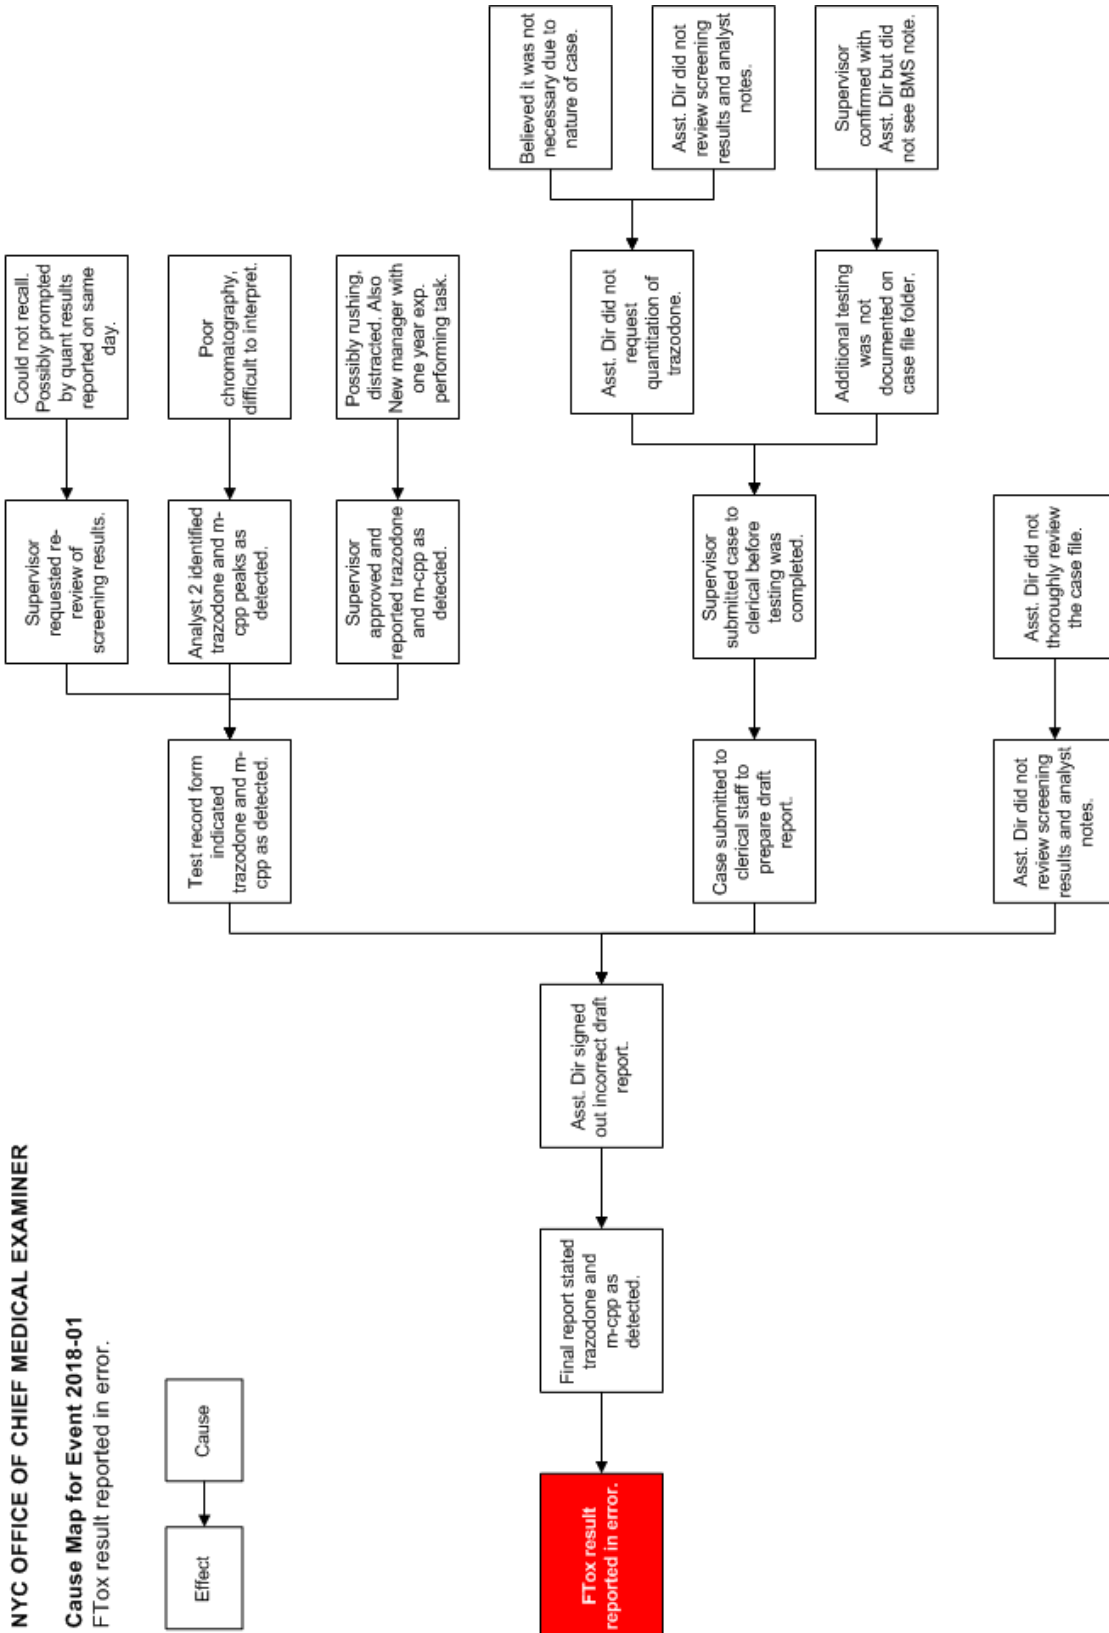 NYC OFFICE OF CHIEF MEDICAL EXAMINER
Cause Map for Event 2018-01
FTox result reported in error.
Effect
Cause
FTox result
reported in error.
Final report stated
trazodone and
m-cpp as
detected.
Asst. Dir signed
out incorrect draft
report.
Test record form
indicated
trazodone and m-
cpp as detected.
Supervisor
requested re-
review of
screening results.
Could not recall.
Possibly prompted
by quant results
reported on same
day.
Analyst 2 identified
trazodone and m-
cpp peaks as
detected.
Poor
chromatography,
difficult to interpret.
Supervisor
approved and
reported trazodone
and m-cpp as
detected.
Possibly rushing,
distracted. Also
New manager with
one year exp.
performing task.
Case submitted to
clerical staff to
prepare draft
report.
Supervisor
submitted case to
clerical before
testing was
completed.
Asst. Dir did not
request
quantitation of
trazodone.
Believed it was not
necessary due to
nature of case.
Asst. Dir did not
review screening
results and analyst
notes.
Additional testing
was not
documented on
case file folder.
Supervisor
confirmed with
Asst. Dir but did
not see BMS note.
Asst. Dir did not
review screening
results and analyst
notes.
Asst. Dir did not
thoroughly review
the case file.